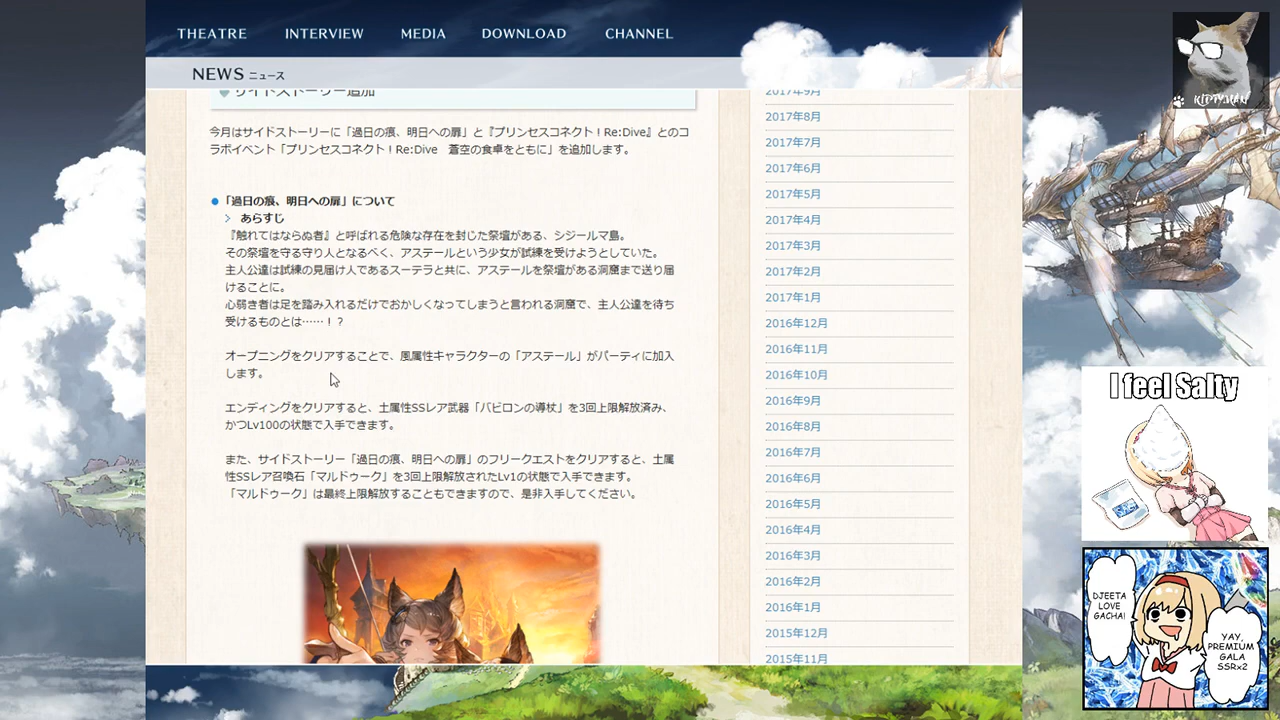 THEATRE INTERVIEW MEDIA DOWNLOAD CHANNEL
NEWS ニュース
サイドストーリー追加
今月はサイドストーリーに「過日の痕、明日への扉」と『プリンセスコネクト！Re:Dive』とのコ
ラボイベント「プリンセスコネクト！Re:Dive　蒼空の食卓をともに」を追加します。
「過日の痕、明日への扉」について
あらすじ
『触れてはならぬ者』と呼ばれる危険な存在を封じた祭壇がある、シジールマ島。
その祭壇を守る守り人となるべく、アステールという少女が試練を受けようとしていた。
主人公達は試練の見届け人であるスーテラと共に、アステールを祭壇がある洞窟まで送り届
けることに。
心弱き者は足を踏み入れるだけでおかしくなってしまうと言われる洞窟で、主人公達を待ち
受けるものとは……！？
オープニングをクリアすることで、風属性キャラクターの「アステール」がパーティに加入
します。
エンディングをクリアすると、土属性SSレア武器「バビロンの導杖」を3回上限解放済み、
かつLv100の状態で入手できます。
また、サイドストーリー「過日の痕、明日への扉」のフリークエストをクリアすると、土属
性SSレア召喚石「マルドゥーク」を3回上限解放されたLv1の状態で入手できます。
「マルドゥーク」は最終上限解放することもできますので、是非入手してください。
2017年9月
2017年8月
2017年7月
2017年6月
2017年5月
2017年4月
2017年3月
2017年2月
2017年1月
2016年12月
2016年11月
2016年10月
2016年9月
2016年8月
2016年7月
2016年6月
2016年5月
2016年4月
2016年3月
2016年2月
2016年1月
2015年12月
2015年11月
I feel Salty
DJEETA
LOVE
GACHA!
YAY,
PREMIUM
GALA
SSRx2